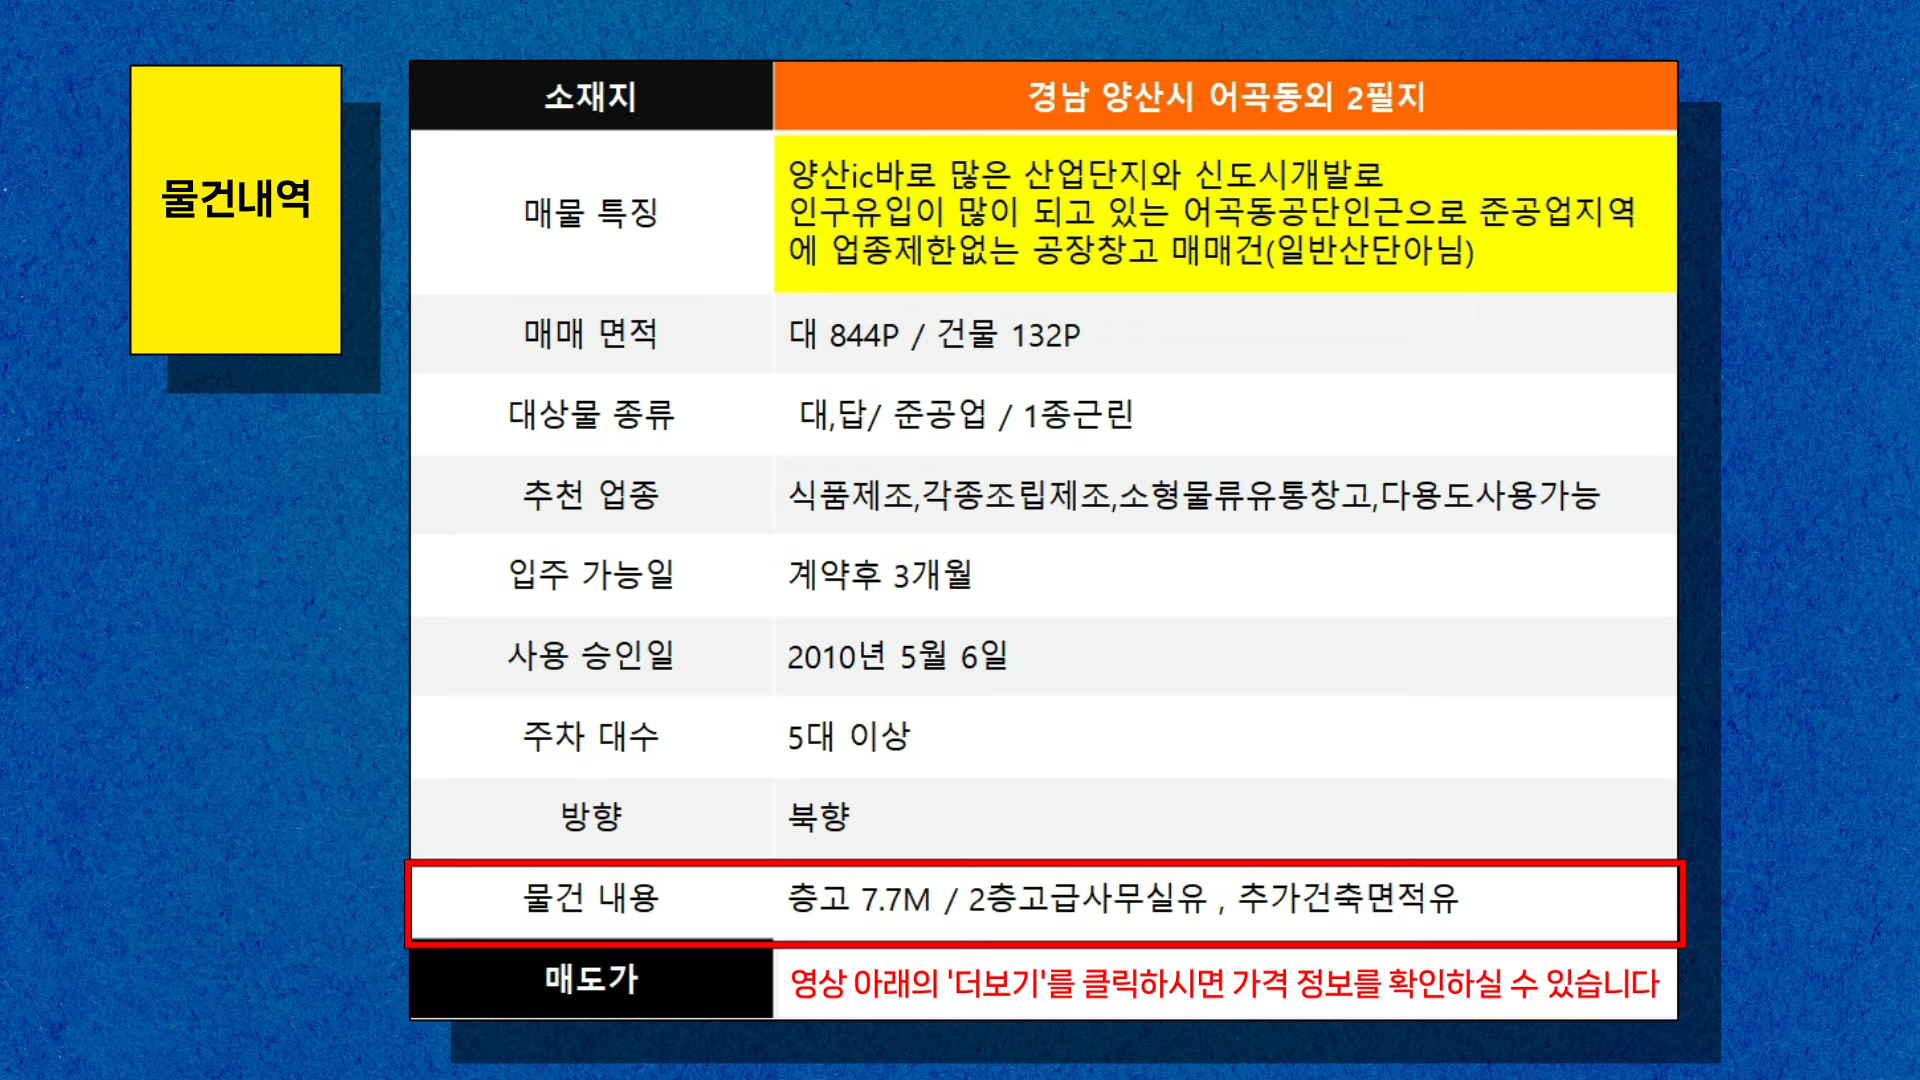 물건내역
소재지 경남 양산시 어곡동외 2필지
매물 특징
양산ic바로 많은 산업단지와 신도시개발로
인구유입이 많이 되고 있는 어곡동공단인근으로 준공업지역
에 업종제한없는 공장창고 매매건(일반산단아님)
매매 면적 대 844P / 건물 132P
대상물 종류 대,답/ 준공업 / 1종근린
추천 업종 식품제조,각종조립제조,소형물류유통창고,다용도사용가능
입주 가능일 계약후 3개월
사용 승인일 2010년 5월 6일
주차 대수 5대 이상
방향 북향
물건 내용 층고 7.7M / 2층고급사무실유 , 추가건축면적유
매도가 영상 아래의 '더보기'를 클릭하시면 가격 정보를 확인하실 수 있습니다